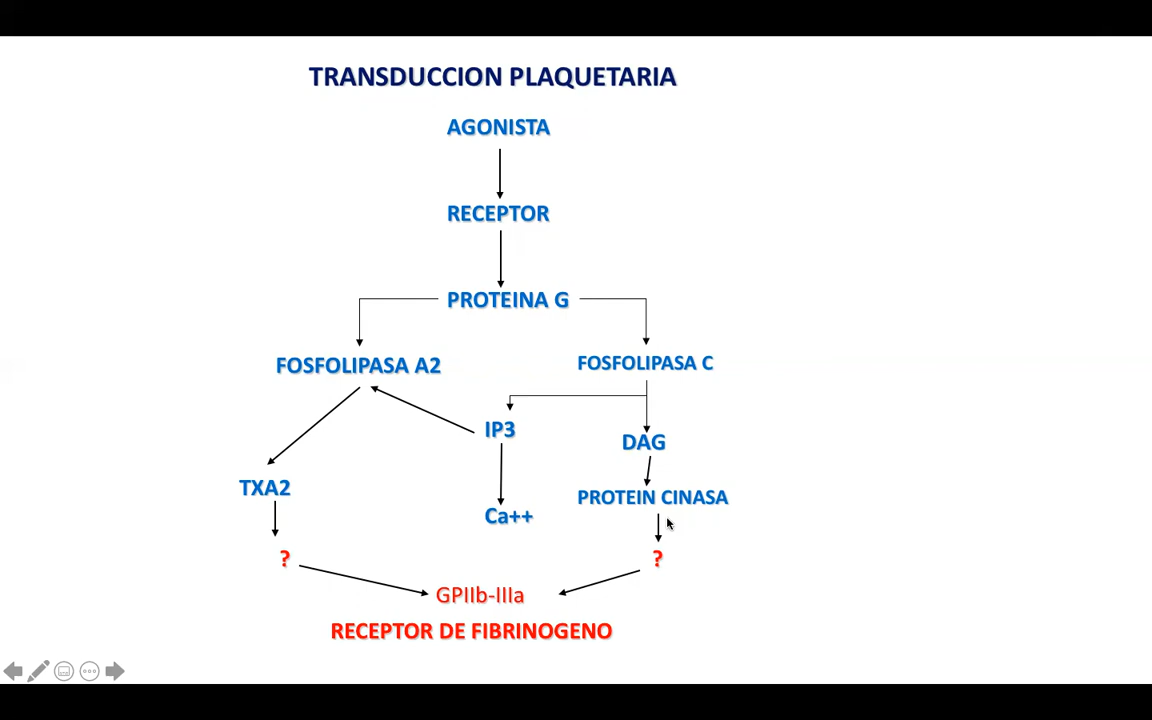 TRANSDUCCION PLAQUETARIA
AGONISTA
RECEPTOR
PROTEINA G
FOSFOLIPASA A2
FOSFOLIPASA C
IP3
DAG
TXA2
PROTEIN CINASA
Ca++
?
?
GPIIb-IIIa
RECEPTOR DE FIBRINOGENO